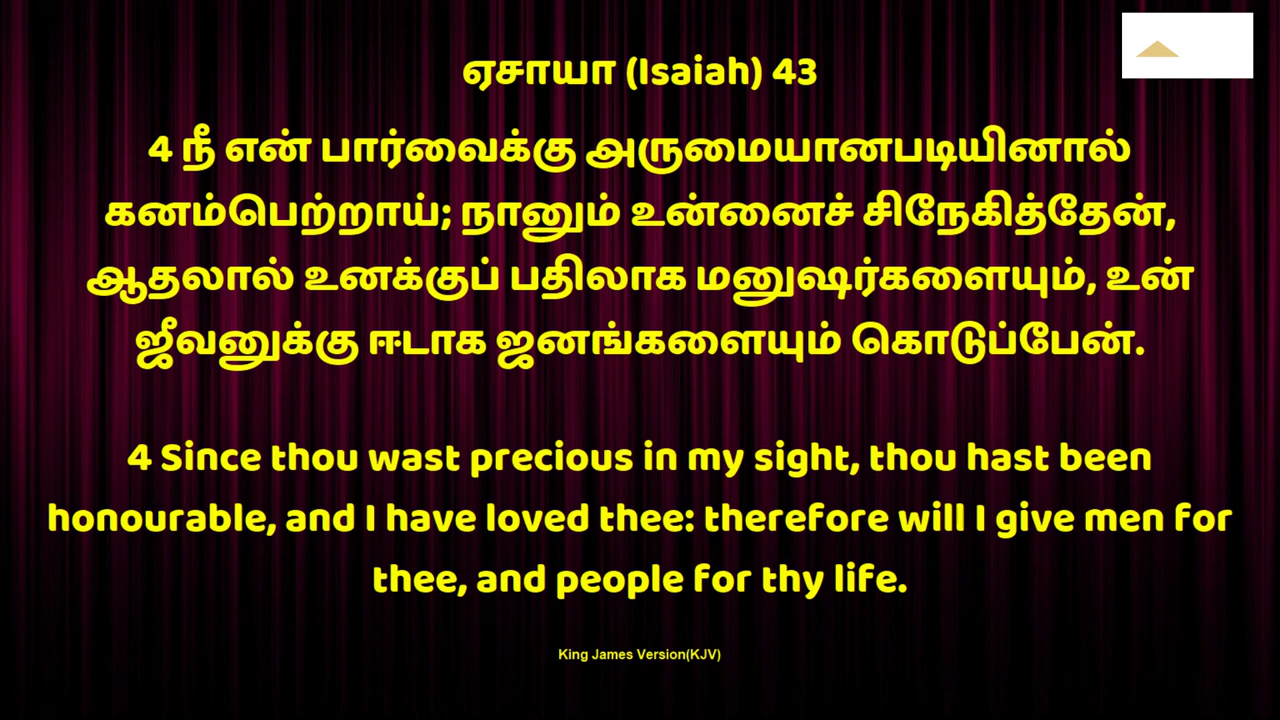 ஏசாயா (Isaiah) 43
4 நீ என் பார்வைக்கு அருமையானபடியினால்
கனம்பெற்றாய்; நானும் உன்னைச் சிநேகித்தேன்,
ஆதலால் உனக்குப் பதிலாக மனுஷர்களையும், உன்
ஜீவனுக்கு ஈடாக ஜனங்களையும் கொடுப்பேன்.
4 Since thou wast precious in my sight, thou hast been
honourable, and I have loved thee: therefore will I give men for
thee, and people for thy life.
King James Version(KJV)